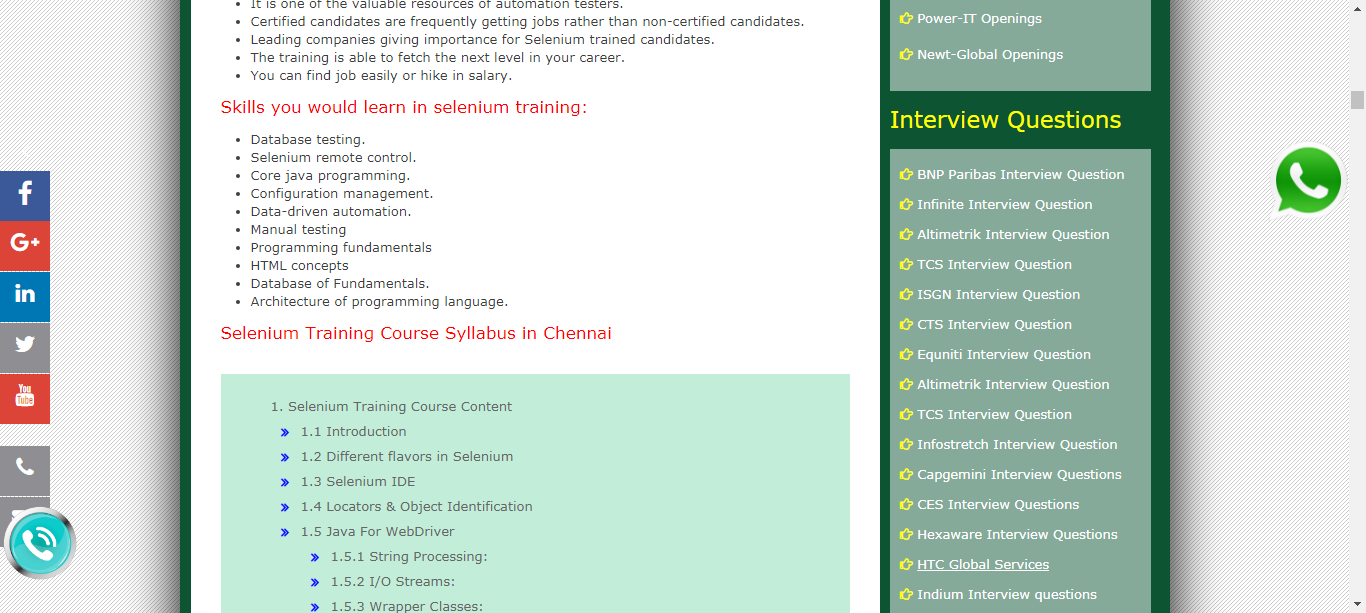 It is one of the valuable resources of automation testers.
Certified candidates are frequently getting jobs rather than non-certified candidates.
Leading companies giving importance for Selenium trained candidates.
The training is able to fetch the next level in your career.
You can find job easily or hike in salary.
Skills you would learn in selenium training:
Database testing.
Selenium remote control.
Core java programming.
Configuration management.
Data-driven automation.
Manual testing
Programming fundamentals
HTML concepts
Database of Fundamentals.
Architecture of programming language.
Selenium Training Course Syllabus in Chennai
1. Selenium Training Course Content
1.1 Introduction
1.2 Different flavors in Selenium
1.3 Selenium IDE
1.4 Locators & Object Identification
1.5 Java For WebDriver
1.5.1 String Processing:
1.5.2 I/O Streams:
1.5.3 Wrapper Classes:
Power-IT Openings
Newt-Global Openings
Interview Questions
BNP Paribas Interview Question
Infinite Interview Question
Altimetrik Interview Question
TCS Interview Question
ISGN Interview Question
CTS Interview Question
Equniti Interview Question
Altimetrik Interview Question
TCS Interview Question
Infostretch Interview Question
Capgemini Interview Questions
CES Interview Questions
Hexaware Interview Questions
HTC Global Services
Indium Interview questions
f
G+
in
You
Tube